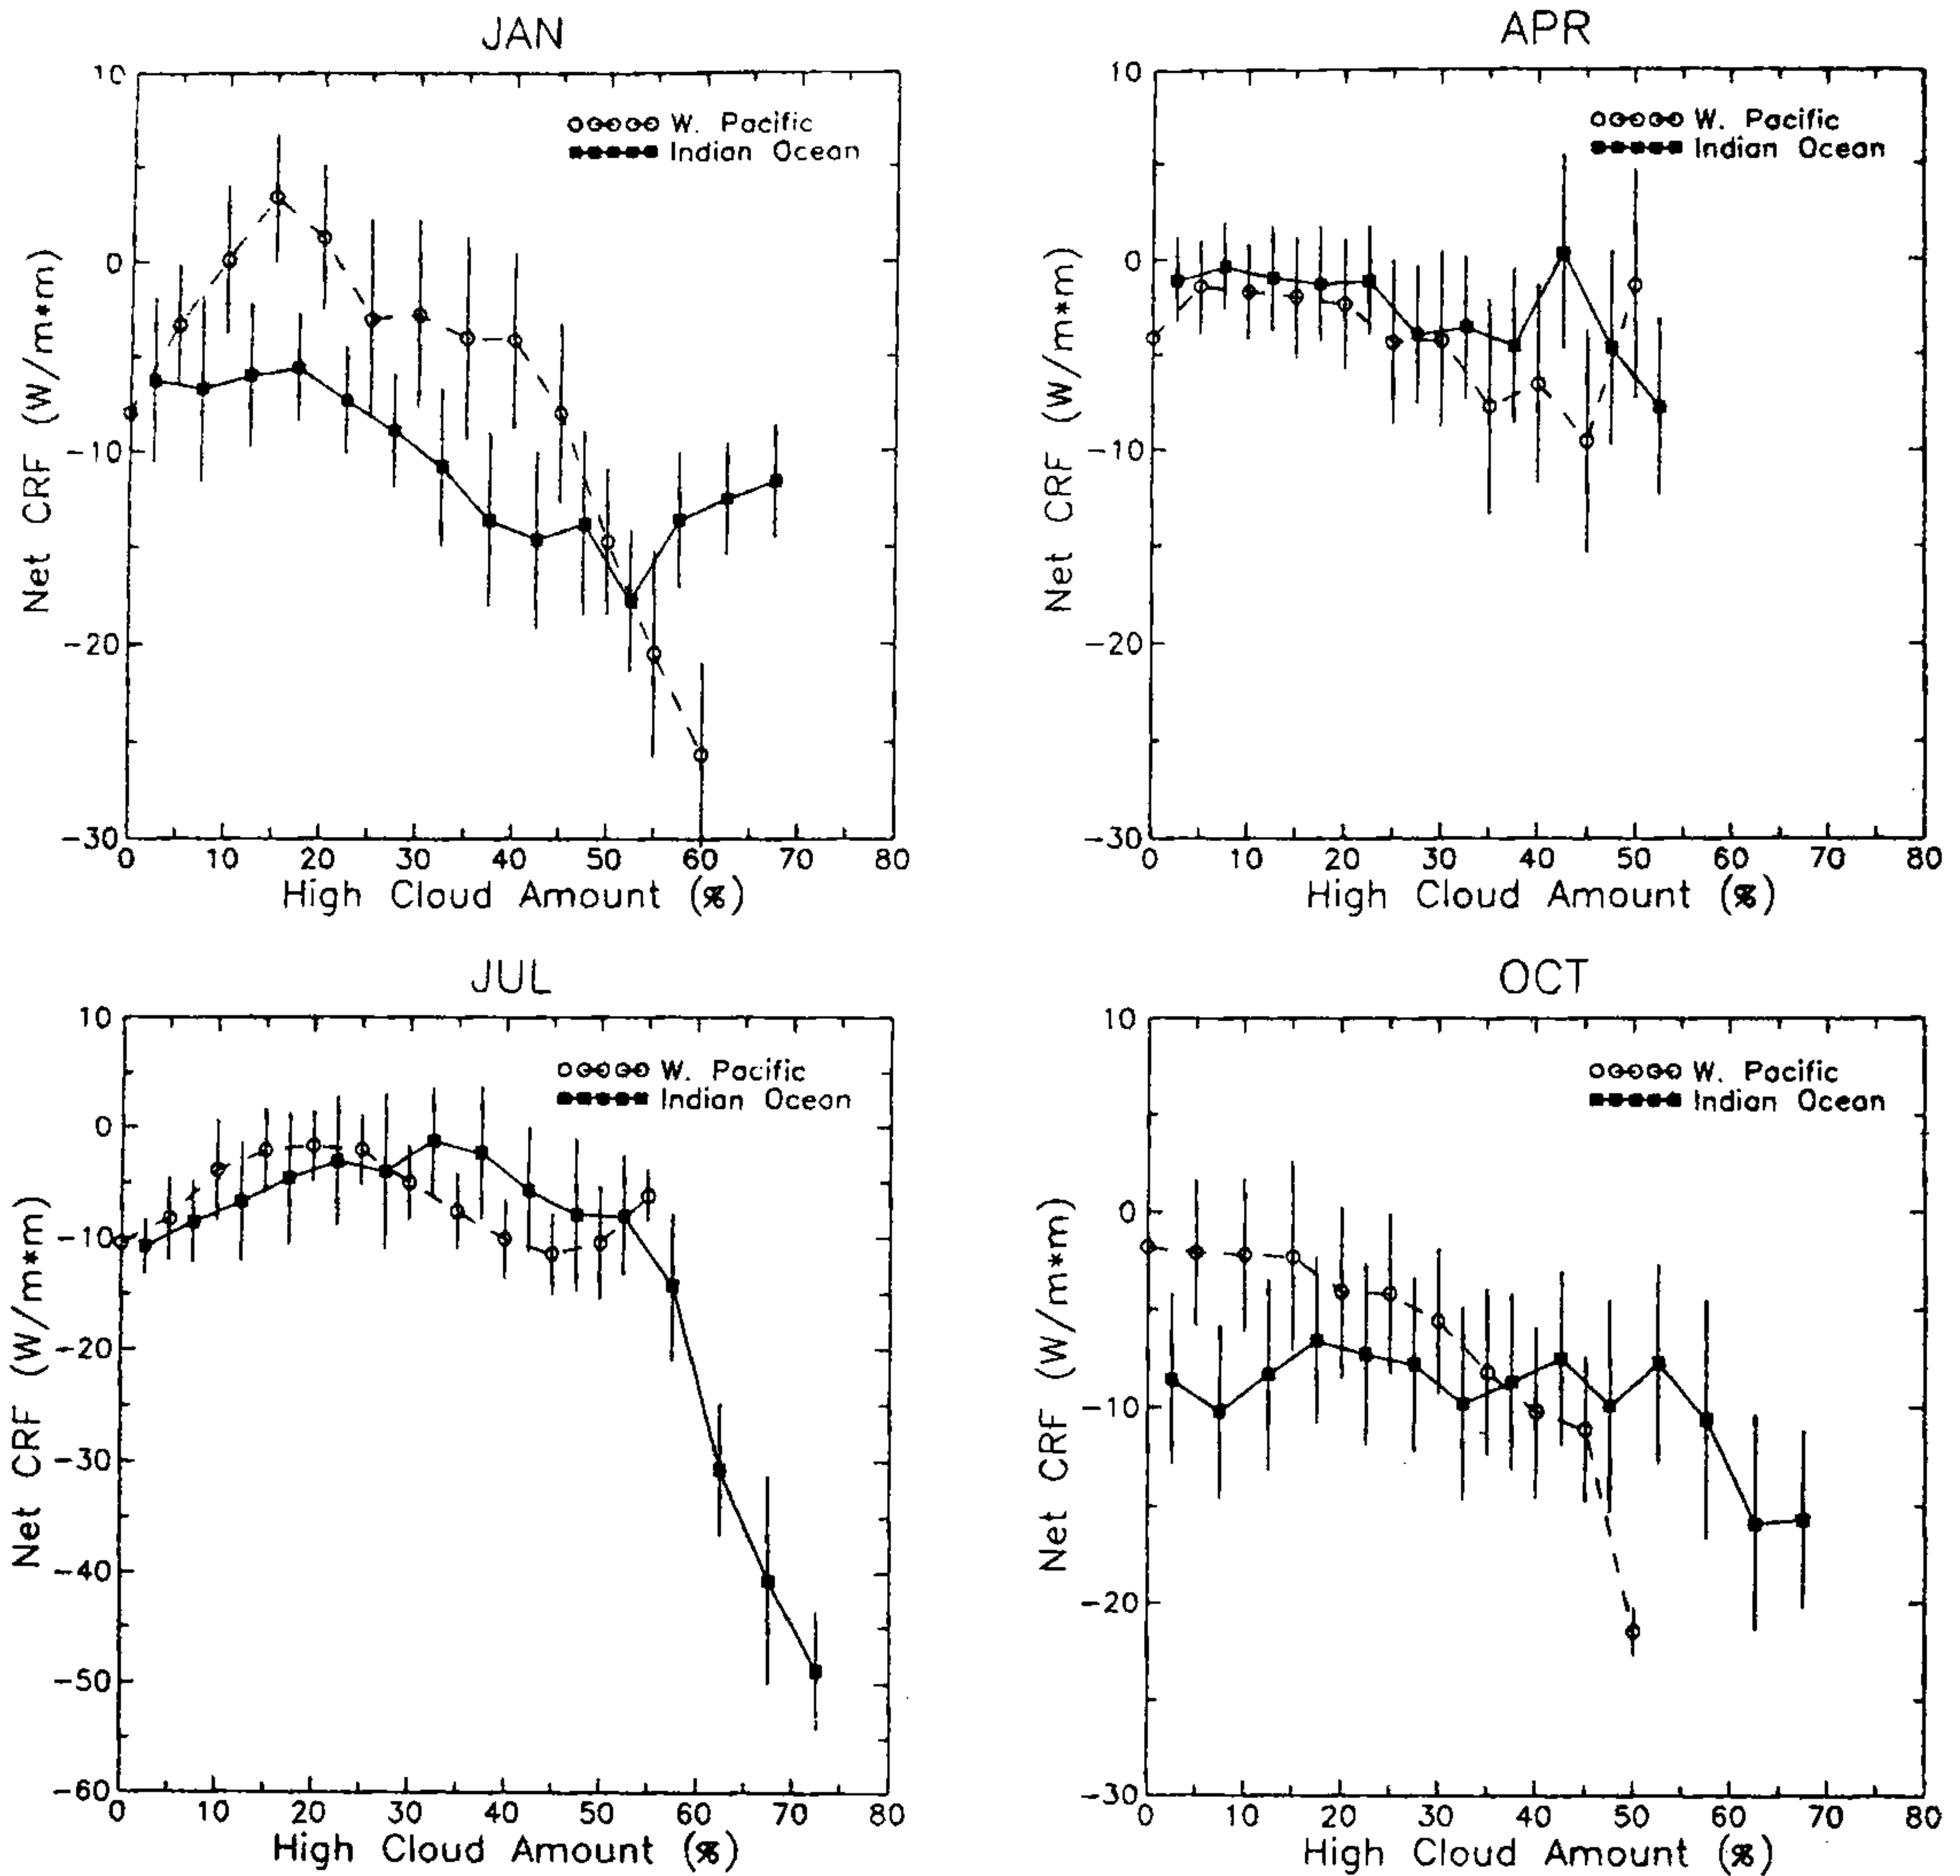 JAN
10
0
-10
-20
-30
Net CRF (W/m*m)
W. Pacific
Indian Ocean
0 10 20 30 40 50 60 70 80
High Cloud Amount (%)
APR
10
0
-10
-20
-30
Net CRF (W/m*m)
W. Pacific
Indian Ocean
0 10 20 30 40 50 60 70 80
High Cloud Amount (%)
JUL
10
0
-10
-20
-30
-40
-50
-60
Net CRF (W/m*m)
W. Pacific
Indian Ocean
0 10 20 30 40 50 60 70 80
High Cloud Amount (%)
OCT
10
0
-10
-20
-30
Net CRF (W/m*m)
W. Pacific
Indian Ocean
0 10 20 30 40 50 60 70 80
High Cloud Amount (%)